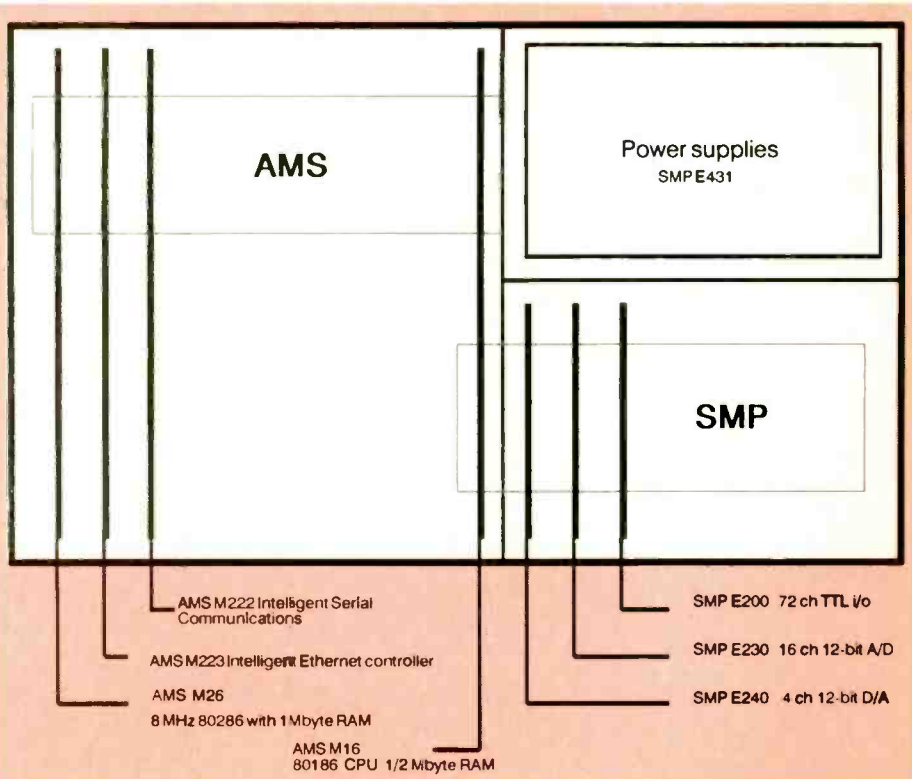 AMS
Power supplies
SMP E431
SMP
AMS M222 Intelligent Serial
Communications
AMS M223 Intelligent Ethernet controller
AMS M26
8 MHz 80286 with 1 Mbyte RAM
AMS M16
80186 CPU 1/2 Mbyte RAM
SMP E200 72 ch TTL i/o
SMP E230 16 ch 12-bit A/D
SMP E240 4 ch 12-bit D/A